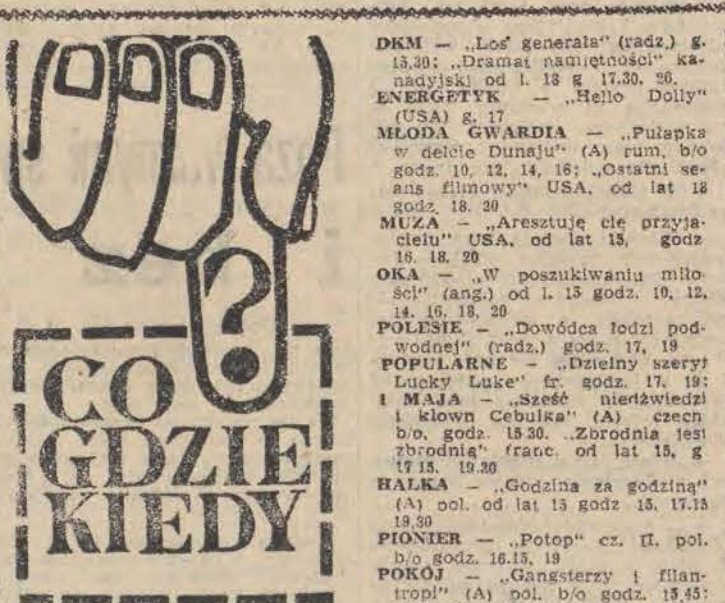 ?
CO
GDZIE
KIEDY
DKM — „Los generała" (radz.) g.
15,30; „Dramat namiętności" ka-
nadyjski od l. 18 g 17.30, 20.
ENERGETYK — „Hello Dolly"
(USA) g. 17
MŁODA GWARDIA — „Pułapka
w delcie Dunaju" (A) rum, b/o
godz. 10, 12, 14, 16; „Ostatni se-
ans filmowy" USA, od lat 18
godz. 18. 20
MUZA — „Aresztuję cię przyja-
cielu" USA, od lat 15, godz
16. 18. 20
OKA — „W poszukiwaniu miło-
ści" (ang.) od l. 15 godz. 10, 12,
14. 16. 18, 20
POLESIE — „Dowódca łodzi pod-
wodnej" (radz.) godz. 17, 19
POPULARNE — „Dzielny szeryf
Lucky Luke" fr. godz. 17. 19:
1 MAJA — „Sześć niedźwiedzi
i klown Cebulka" (A) czech
b/o, godz. 15 30. „Zbrodnia jest
zbrodnią" franc. od lat 15, g
17 15. 19.30
HALKA — „Godzina za godziną"
(A) pol. od lat 15 godz 15, 17.15
19,30
PIONIER — „Potop" cz. II. pol.
b/o godz. 16.15, 19
POKÓJ — „Gangsterzy i filan-
tropi" (A) pol. b/o godz. 15,45: